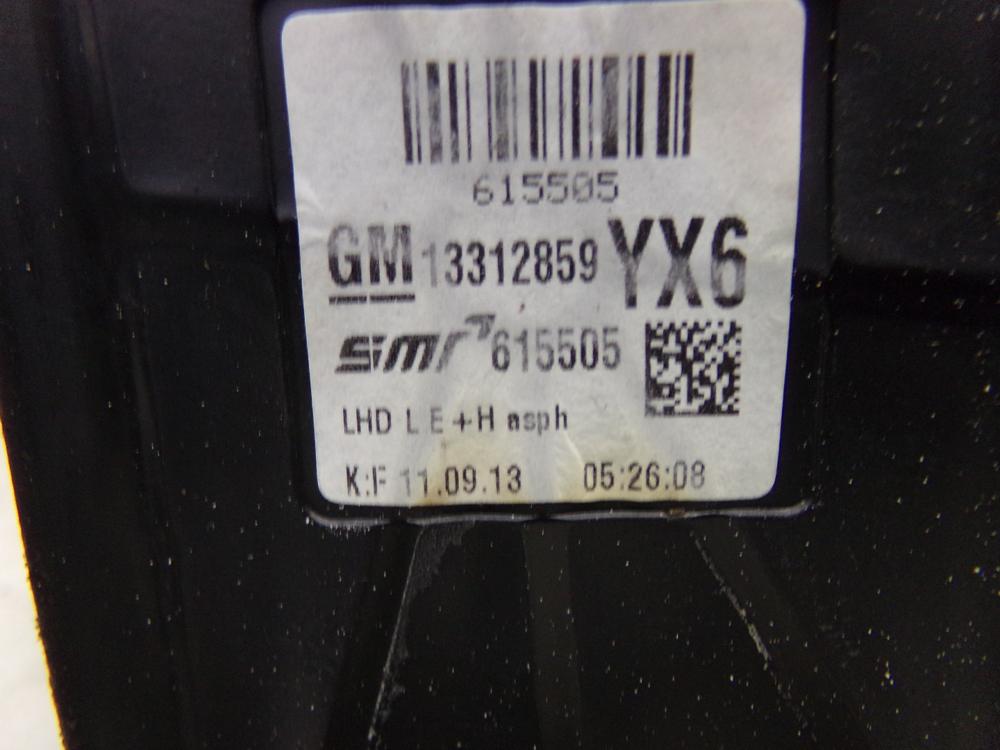 615505
GM 13312859 YX6
smr 615505
LHD L E+H asph
K:F 11.09.13 05:26:08